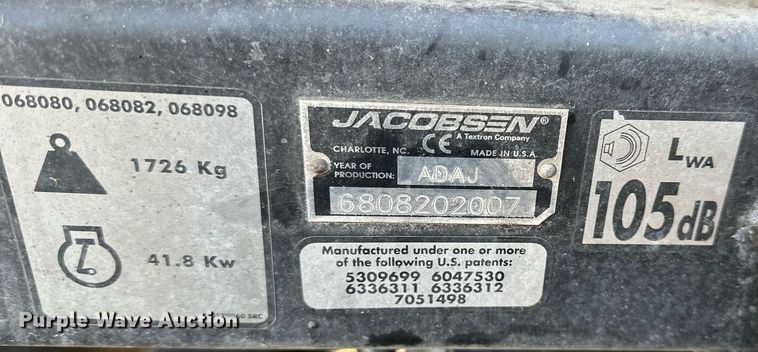 068080, 068082, 068098
1726 Kg
41.8 Kw
JACOBSEN®
A Textron Company
CHARLOTTE, NC. CE MADE IN U.S.A.
YEAR OF
PRODUCTION: ADAJ
6808202007
Manufactured under one or more
of the following U.S. patents:
5309699 6047530
6336311 6336312
7051498
LWA
105dB
Purple Wave Auction